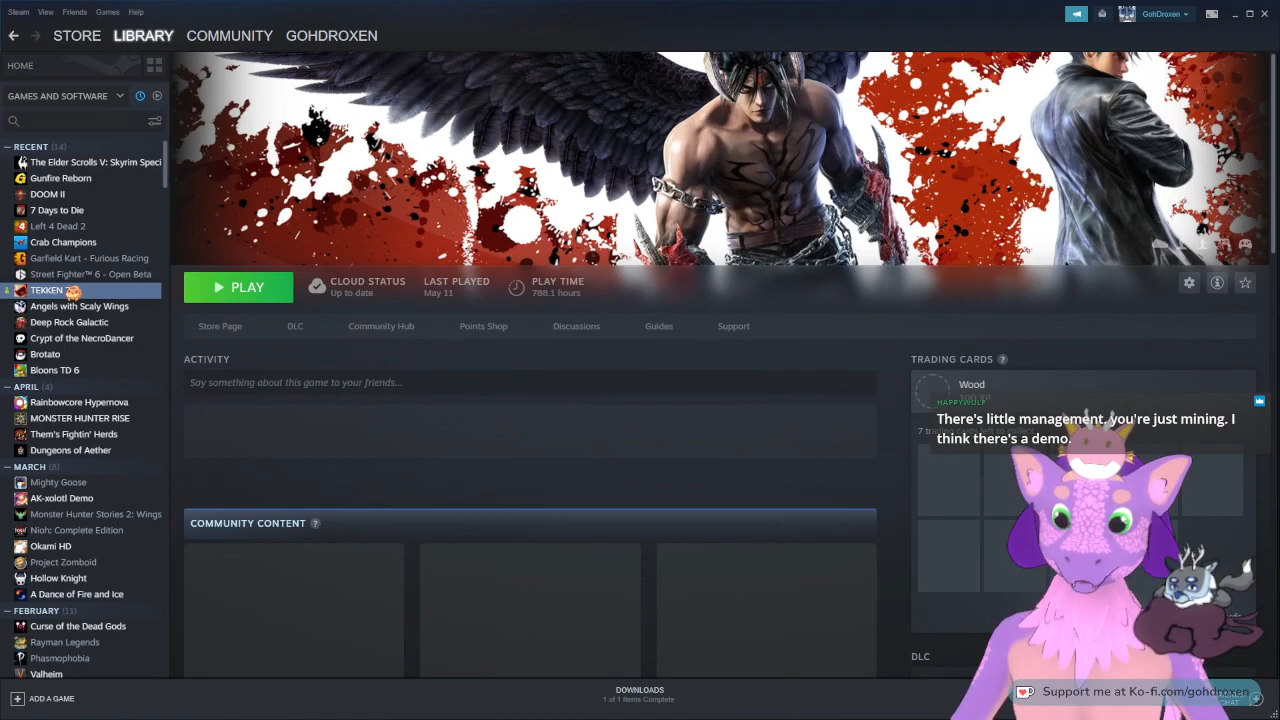 Steam View Friends Games Help
GohDroxen
STORE LIBRARY COMMUNITY GOHDROXEN
HOME
GAMES AND SOFTWARE
RECENT (14)
The Elder Scrolls V: Skyrim Speci
Gunfire Reborn
DOOM II
7 Days to Die
Left 4 Dead 2
Crab Champions
Garfield Kart - Furious Racing
Street Fighter™ 6 - Open Beta
TEKKEN
Angels with Scaly Wings
Deep Rock Galactic
Crypt of the NecroDancer
Brotato
Bloons TD 6
APRIL (4)
Rainbowcore Hypernova
MONSTER HUNTER RISE
Them's Fightin' Herds
Dungeons of Aether
MARCH (8)
Mighty Goose
AK-xolotl Demo
Monster Hunter Stories 2: Wings
Nioh: Complete Edition
Okami HD
Project Zomboid
Hollow Knight
A Dance of Fire and Ice
FEBRUARY (11)
Curse of the Dead Gods
Rayman Legends
Phasmophobia
Valheim
ADD A GAME
PLAY
CLOUD STATUS
Up to date
LAST PLAYED
May 11
PLAY TIME
788.1 hours
Store Page DLC Community Hub Points Shop Discussions Guides Support
ACTIVITY
Say something about this game to your friends...
COMMUNITY CONTENT
TRADING CARDS
Wood
100 XP
HAPPYWULF
There's little management, you're just mining. I
think there's a demo.
DLC
DOWNLOADS
1 of 1 Items Complete
Support me at Ko-fi.com/gohdroxen
CHAT